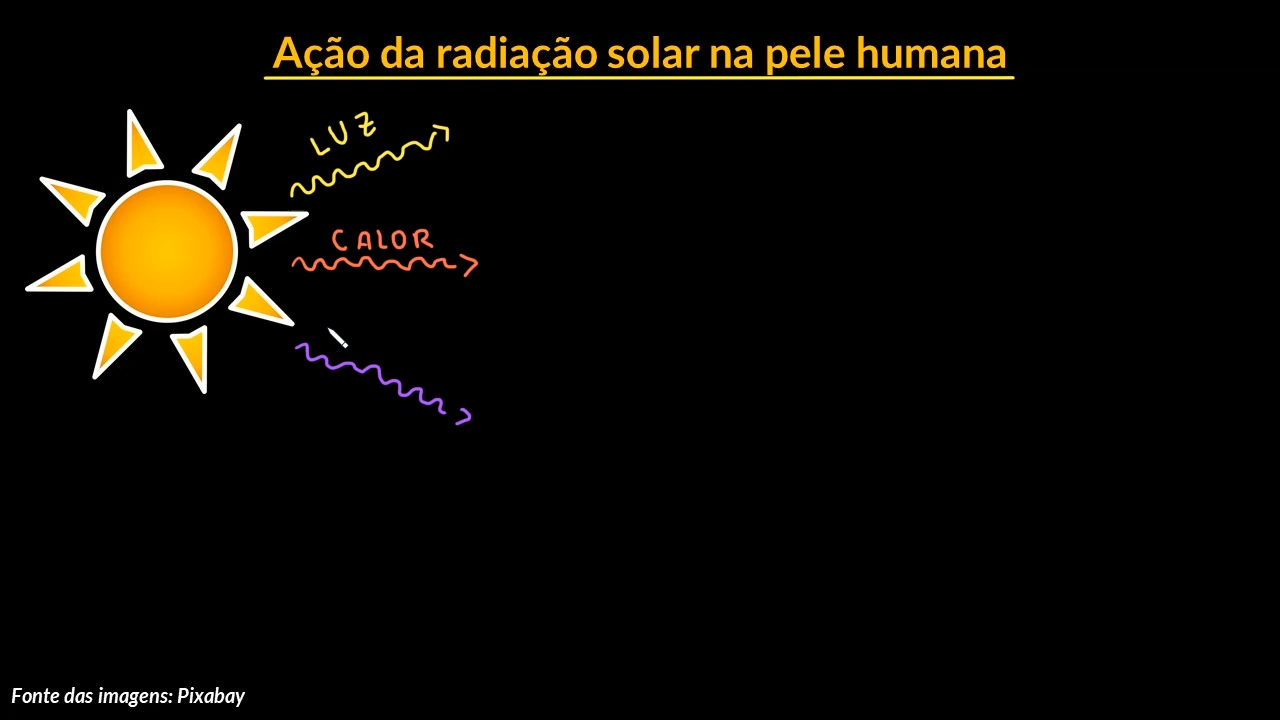 Ação da radiação solar na pele humana
LUZ
CALOR
Fonte das imagens: Pixabay